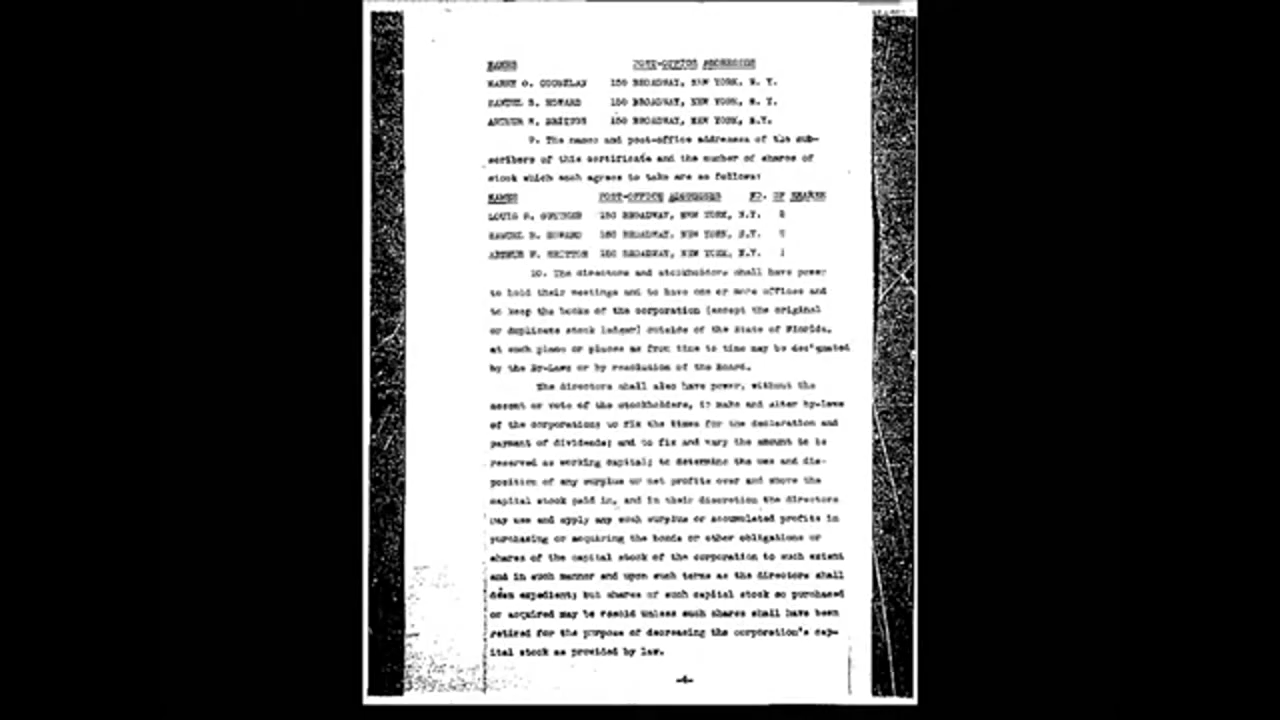 NAMES POST-OFFICE ADDRESSES
HARRY O. COUGHLAN 150 BROADWAY, NEW YORK, N. Y.
SAMUEL B. HOWARD 150 BROADWAY, NEW YORK, N. Y.
ARTHUR W. BRITTON 150 BROADWAY, NEW YORK, N.Y.
9. The names and post-office addresses of the sub-
scribers of this certificate and the number of shares of
stock which each agrees to take are as follows:
NAMES POST-OFFICE ADDRESSES NO. OF SHARES
LOUIS 150 BROADWAY, NEW YORK, N.Y.
SAMUEL B. HOWARD 150 BROADWAY, NEW YORK, N.Y.
ARTHUR W. BRITTON 150 BROADWAY, NEW YORK, N.Y. 1
10. The directors and stockholders shall have power
to hold their meetings and to have one or more offices and
to keep the books of the corporation (except the original
or duplicate stock ledger) outside of the State of Florida,
at such place or places as from time to time may be designated
by the By-Laws or by resolution of the Board.
The directors shall also have power, without the
assent or vote of the stockholders, to make and alter by-laws
of the corporation; to fix the times for the declaration and
payment of dividends; and to fix and vary the amount to be
reserved as working capital; to determine the use and dis-
position of any surplus or net profits over and above the
capital stock paid in, and in their discretion the directors
may use and apply any such surplus or accumulated profits in
purchasing or acquiring the bonds or other obligations or
shares of the capital stock of the corporation to such extent
and in such manner and upon such terms as the directors shall
deem expedient; but shares of such capital stock so purchased
or acquired may be resold unless such shares shall have been
retired for the purpose of decreasing the corporation's cap-
ital stock as provided by law.
-4-